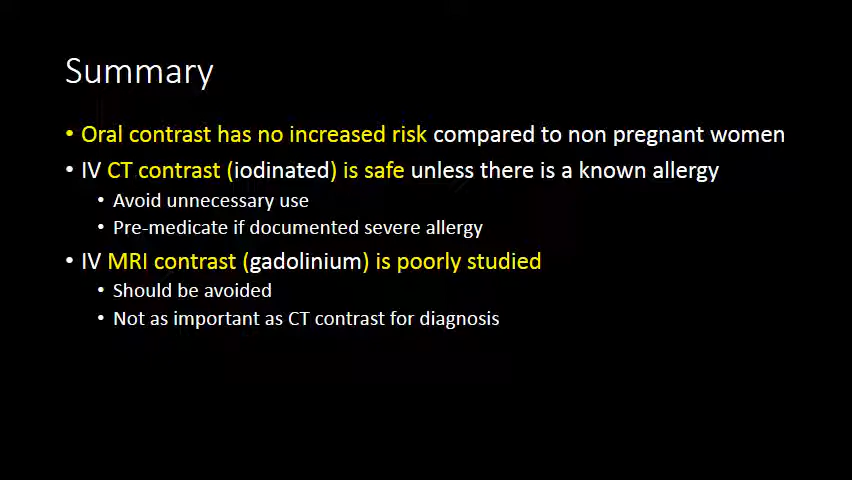 Summary
• Oral contrast has no increased risk compared to non pregnant women
• IV CT contrast (iodinated) is safe unless there is a known allergy
• Avoid unnecessary use
• Pre-medicate if documented severe allergy
• IV MRI contrast (gadolinium) is poorly studied
• Should be avoided
• Not as important as CT contrast for diagnosis